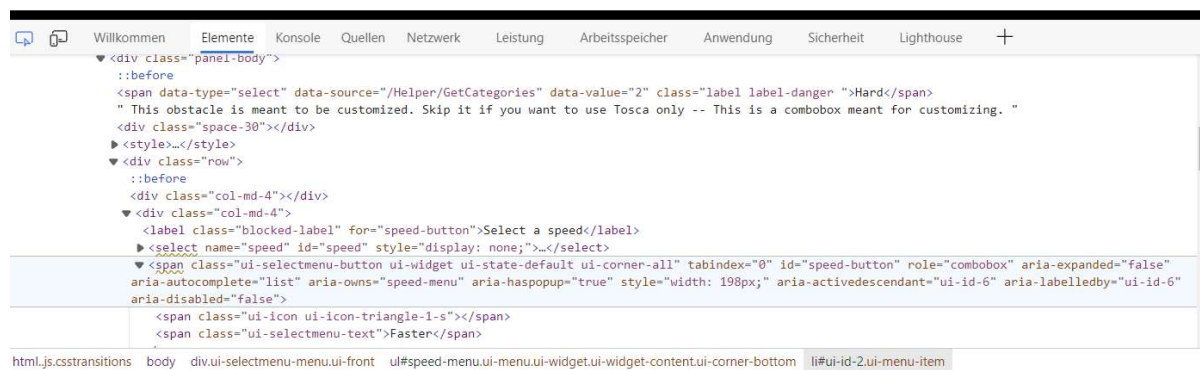 Willkommen Elemente Konsole Quellen Netzwerk Leistung Arbeitsspeicher Anwendung Sicherheit Lighthouse +
▼<div class="panel-body">
::before
<span data-type="select" data-source="/Helper/GetCategories" data-value="2" class="label label-danger ">Hard</span>
" This obstacle is meant to be customized. Skip it if you want to use Tosca only -- This is a combobox meant for customizing. "
<div class="space-30"></div>
▶<style>…</style>
▼<div class="row">
::before
<div class="col-md-4"></div>
▼<div class="col-md-4">
<label class="blocked-label" for="speed-button">Select a speed</label>
▶<select name="speed" id="speed" style="display: none;">…</select>
▼<span class="ui-selectmenu-button ui-widget ui-state-default ui-corner-all" tabindex="0" id="speed-button" role="combobox" aria-expanded="false"
aria-autocomplete="list" aria-owns="speed-menu" aria-haspopup="true" style="width: 198px;" aria-activedescendant="ui-id-6" aria-labelledby="ui-id-6"
aria-disabled="false">
<span class="ui-icon ui-icon-triangle-1-s"></span>
<span class="ui-selectmenu-text">Faster</span>
html.js.csstransitions body div.ui-selectmenu-menu.ui-front ul#speed-menu.ui-menu.ui-widget.ui-widget-content.ui-corner-bottom li#ui-id-2.ui-menu-item